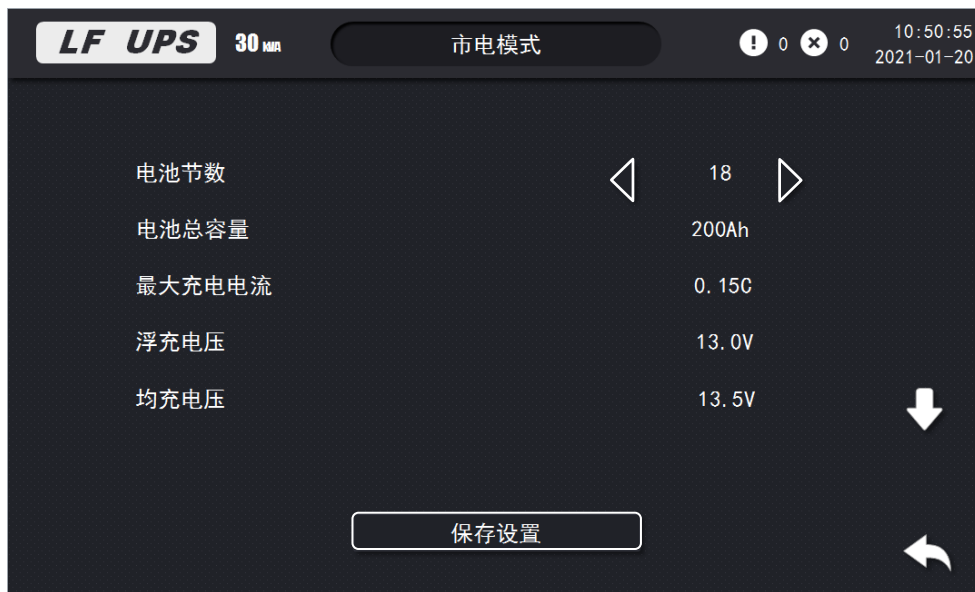 LF UPS 30 kVA 市电模式 ! 0 × 0 10:50:55
2021-01-20
电池节数 18
电池总容量 200Ah
最大充电电流 0.15C
浮充电压 13.0V
均充电压 13.5V
保存设置